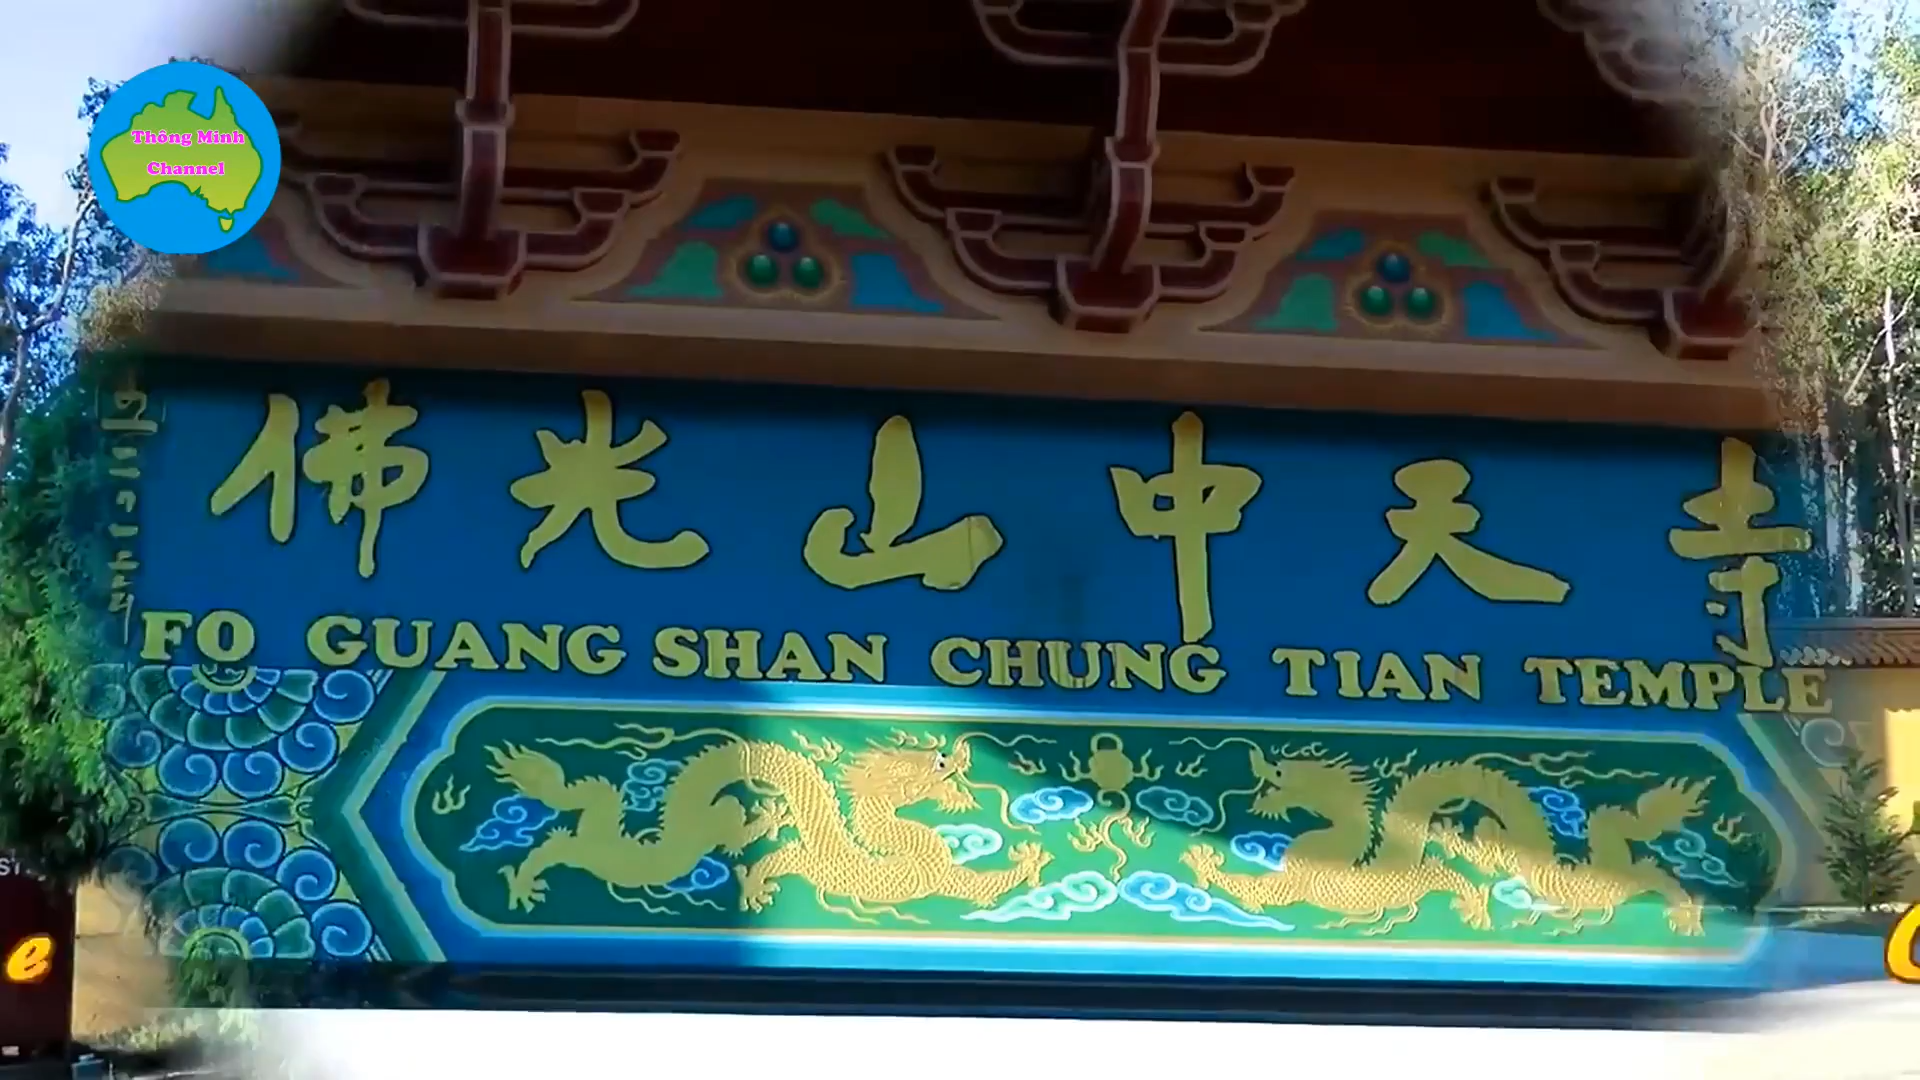 Thông Minh
Channel
佛光山中天寺
FO GUANG SHAN CHUNG TIAN TEMPLE
e